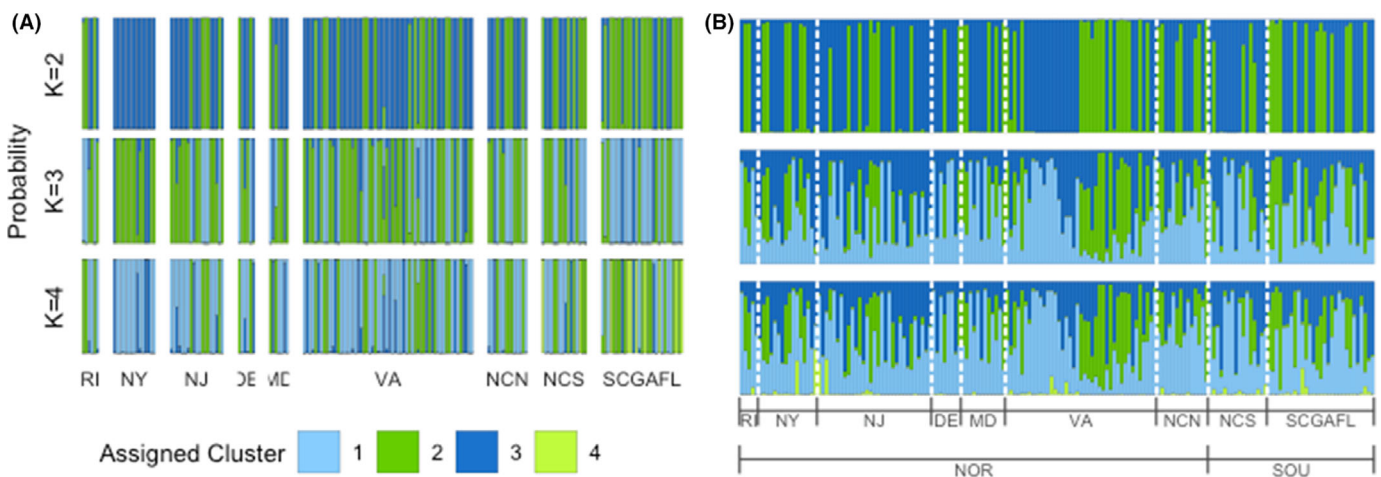 (A)
(B)
Probability
K=2
K=3
K=4
RI NY NJ DE MD VA NCN NCS SCGAFL
Assigned Cluster 1 2 3 4
RI NY NJ DE MD VA NCN NCS SCGAFL
NOR SOU